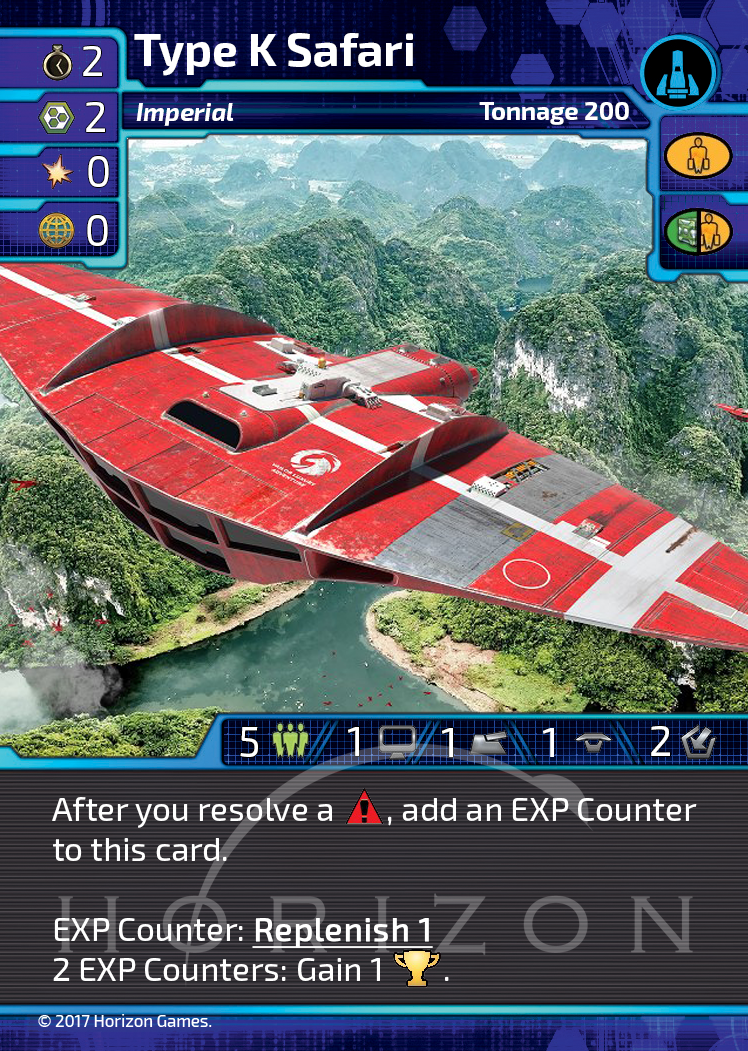 Type K Safari
Imperial
Tonnage 200
2
2
0
0
5
1
1
1
2
After you resolve a , add an EXP Counter
to this card.
EXP Counter: Replenish 1
2 EXP Counters: Gain 1 .
HORIZON
© 2017 Horizon Games.